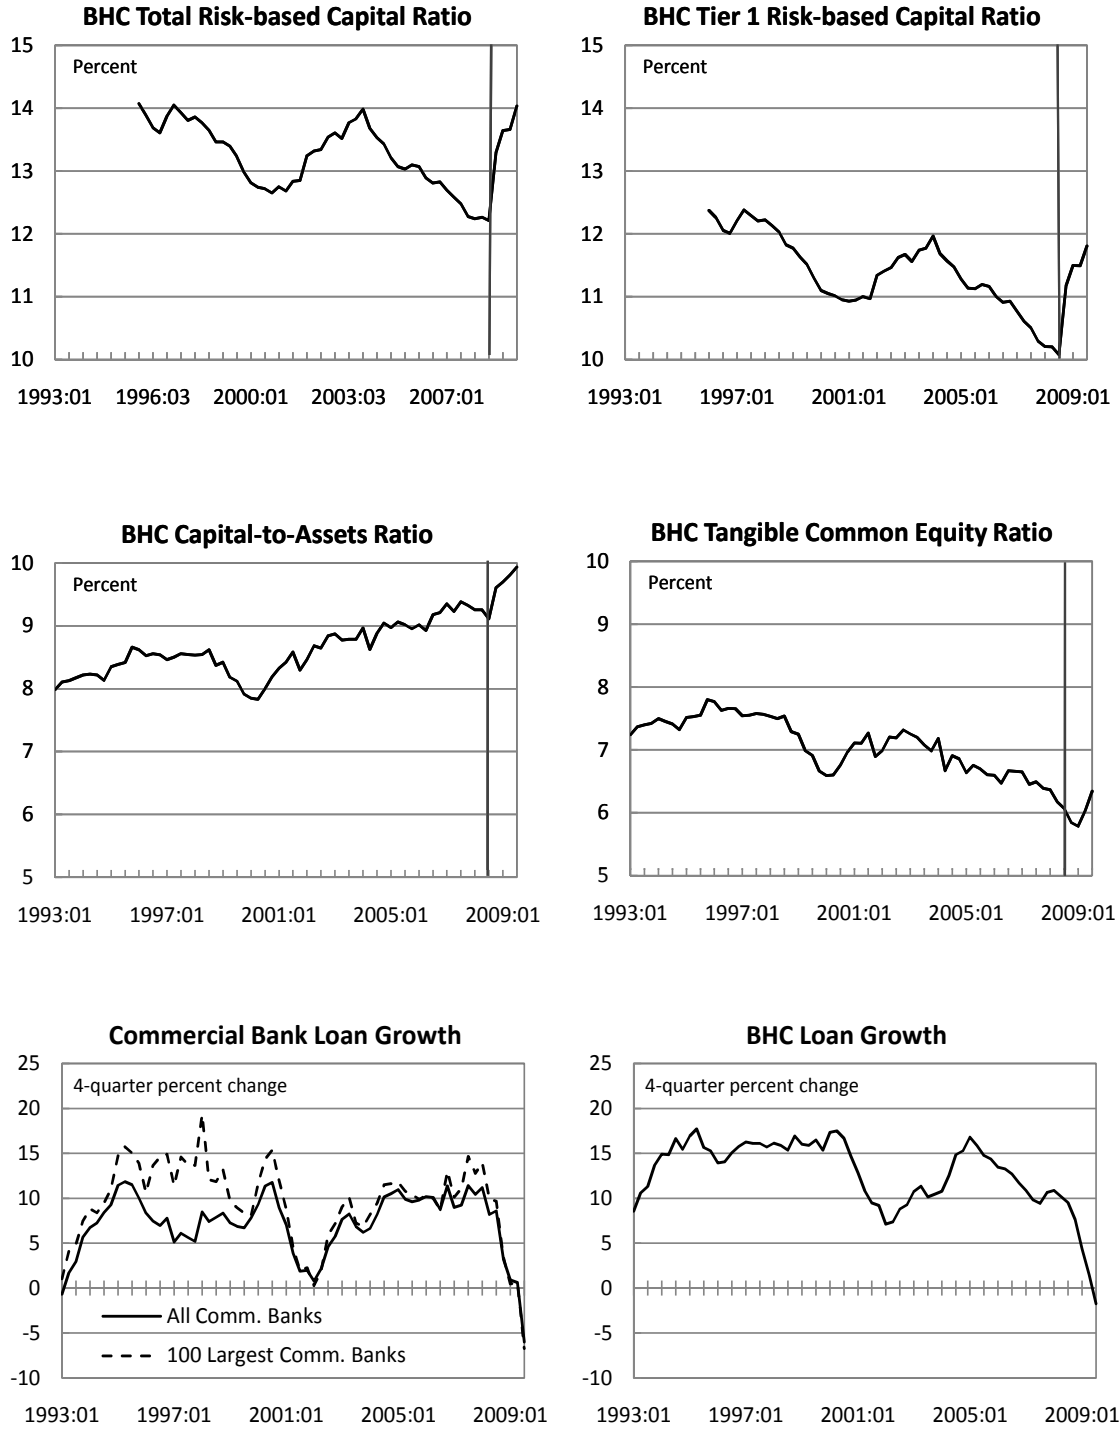 BHC Total Risk-based Capital Ratio
15
Percent
14
13
12
11
10
1993:01 1996:03 2000:01 2003:03 2007:01
BHC Tier 1 Risk-based Capital Ratio
15
Percent
14
13
12
11
10
1993:01 1997:01 2001:01 2005:01 2009:01
BHC Capital-to-Assets Ratio
10
Percent
9
8
7
6
5
1993:01 1997:01 2001:01 2005:01 2009:01
BHC Tangible Common Equity Ratio
10
Percent
9
8
7
6
5
1993:01 1997:01 2001:01 2005:01 2009:01
Commercial Bank Loan Growth
25
4-quarter percent change
20
15
10
5
0
All Comm. Banks
-5
100 Largest Comm. Banks
-10
1993:01 1997:01 2001:01 2005:01 2009:01
BHC Loan Growth
25
4-quarter percent change
20
15
10
5
0
-5
-10
1993:01 1997:01 2001:01 2005:01 2009:01